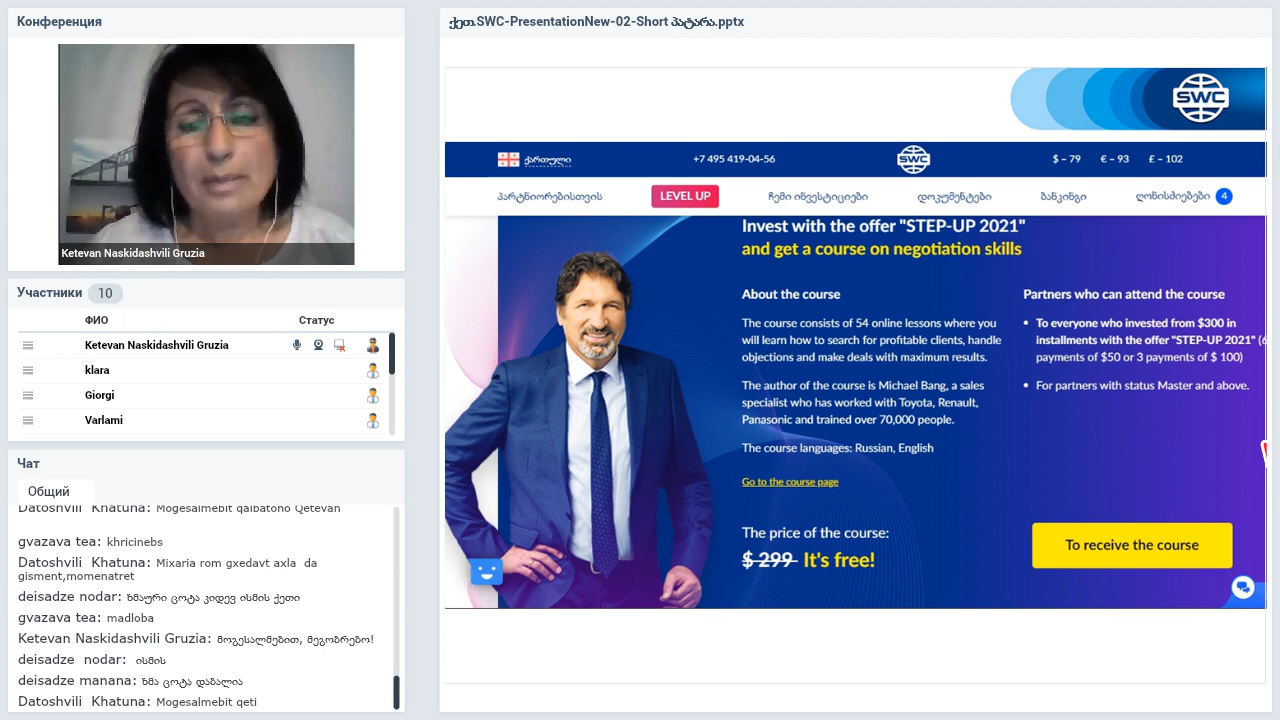 Конференция
Ketevan Naskidashvili Gruzia
Участники 10
ФИО Статус
Ketevan Naskidashvili Gruzia
klara
Giorgi
Varlami
Чат
Общий
Datoshvili Khatuna: Mogesalmebit qalbatono Qetevan
gvazava tea: khricinebs
Datoshvili Khatuna: Mixaria rom gxedavt axla da
gisment,momenatret
deisadze nodar: ხმაური ცოტა კიდევ ისმის ქეთი
gvazava tea: madloba
Ketevan Naskidashvili Gruzia: მოგესალმებით, მეგობრებო!
deisadze nodar: ისმის
deisadze manana: ხმა ცოტა დაბალია
Datoshvili Khatuna: Mogesalmebit qeti
ქეთ.SWC-PresentationNew-02-Short პატარა.pptx
SWC
ქართული +7 495 419-04-56 SWC $ – 79 € – 93 £ – 102
პარტნიორებისთვის LEVEL UP ჩემი ინვესტიციები დოკუმენტები ბანკინგი ღონისძიებები 4
Invest with the offer "STEP-UP 2021"
and get a course on negotiation skills
About the course
The course consists of 54 online lessons where you
will learn how to search for profitable clients, handle
objections and make deals with maximum results.
The author of the course is Michael Bang, a sales
specialist who has worked with Toyota, Renault,
Panasonic and trained over 70,000 people.
The course languages: Russian, English
Go to the course page
The price of the course:
$ 299 It's free!
Partners who can attend the course
• To everyone who invested from $300 in
installments with the offer "STEP-UP 2021" (6
payments of $50 or 3 payments of $ 100)
• For partners with status Master and above.
To receive the course